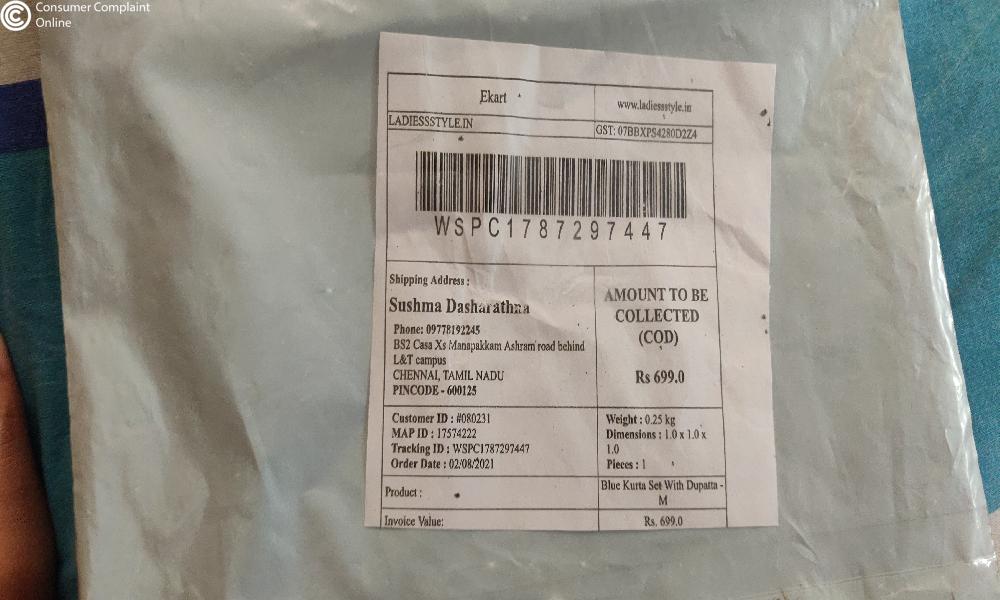 Consumer Complaint
Online
Ekart
www.ladiessstyle.in
LADIESSSTYLE.IN
GST: 07BBXPS4280D2Z4
WSPC1787297447
Shipping Address :
Sushma Dasharathna
Phone: 09778192245
BS2 Casa Xs Manapakkam Ashram road behind
L&T campus
CHENNAI, TAMIL NADU
PINCODE - 600125
AMOUNT TO BE
COLLECTED
(COD)
Rs 699.0
Customer ID : #080231
MAP ID : 17574222
Tracking ID : WSPC1787297447
Order Date : 02/08/2021
Weight : 0.25 kg
Dimensions : 1.0 x 1.0 x
1.0
Pieces : 1
Product :
Blue Kurta Set With Dupatta -
M
Invoice Value:
Rs. 699.0